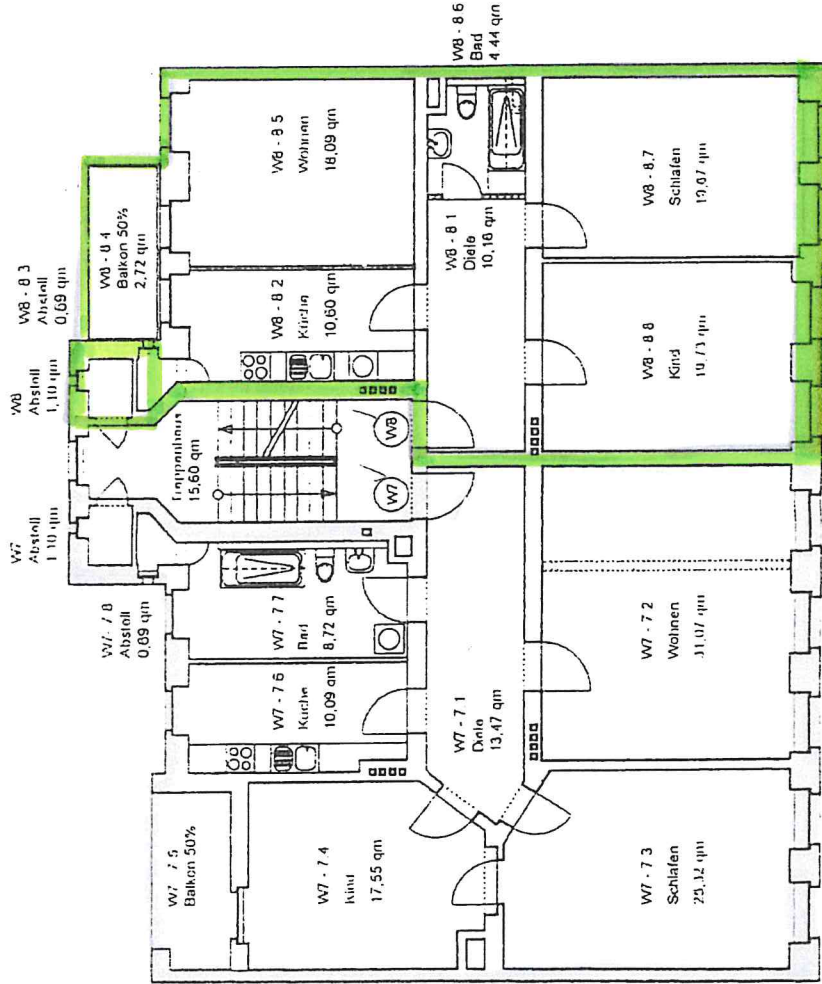 W7
Abstell
1,10 qm
W8
Abstell
1,10 qm
W8 - 8 3
Abstell
0,69 qm
W7 - 7 8
Abstell
0,69 qm
W7 - 7 5
Balkon 50%
W8 - 8 4
Balkon 50%
2,72 qm
Treppenhaus
15,60 qm
W7
W8
W7 - 7 4
Kind
17,55 qm
W7 - 7 6
Küche
10,09 qm
W7 - 7 7
Bad
8,72 qm
W8 - 8 2
Küche
10,60 qm
W8 - 8 5
Wohnen
18,09 qm
W8 - 8 6
Bad
4,44 qm
W7 - 7 1
Diele
13,47 qm
W8 - 8 1
Diele
10,16 qm
W7 - 7 3
Schlafen
W7 - 7 2
Wohnen
W8 - 8 8
Kind
W8 - 8.7
Schlafen